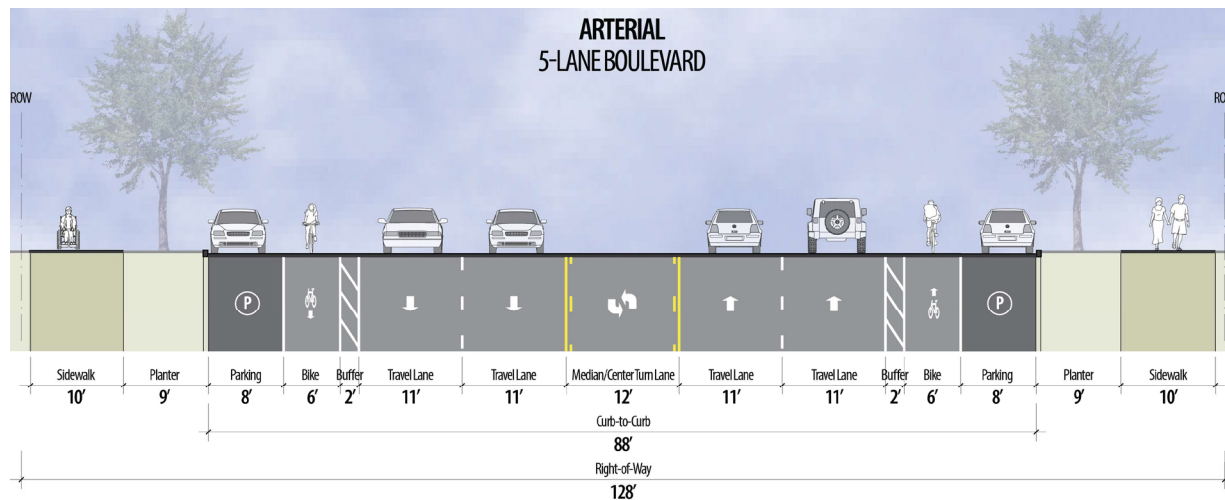 ARTERIAL
5-LANE BOULEVARD
ROW
RO
P
P
Sidewalk Planter Parking Bike Buffer Travel Lane Travel Lane Median/Center Turn Lane Travel Lane Travel Lane Buffer Bike Parking Planter Sidewalk
10' 9' 8' 6' 2' 11' 11' 12' 11' 11' 2' 6' 8' 9' 10'
Curb-to-Curb
88'
Right-of-Way
128'